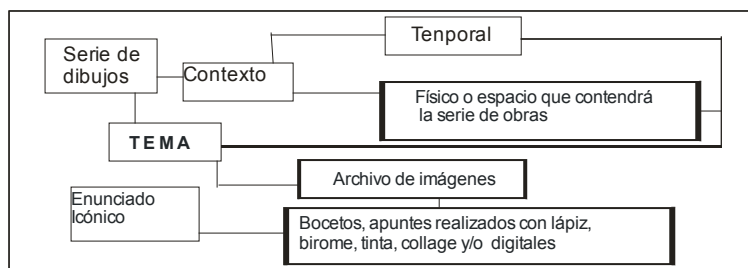 Serie de
dibujos
Contexto
Tenporal
Físico o espacio que contendrá
la serie de obras
TEMA
Archivo de imágenes
Enunciado
Icónico
Bocetos, apuntes realizados con lápiz,
birome, tinta, collage y/o digitales